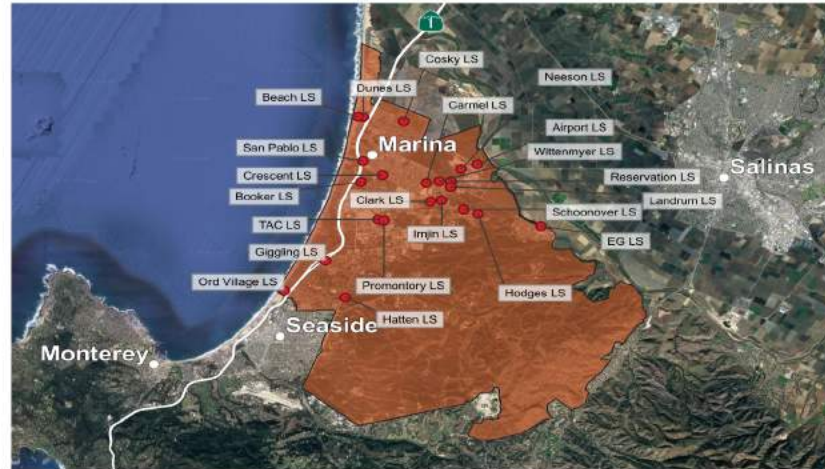 1
Cosky LS
Dunes LS
Neeson LS
Beach LS
Carmel LS
Airport LS
Marina
San Pablo LS
Wittenmyer LS
Salinas
Crescent LS
Reservation LS
Booker LS
Clark LS
Landrum LS
Schoonover LS
TAC LS
Imjin LS
EG LS
Giggling LS
Ord Village LS
Promontory LS
Hodges LS
Hatten LS
Seaside
Monterey